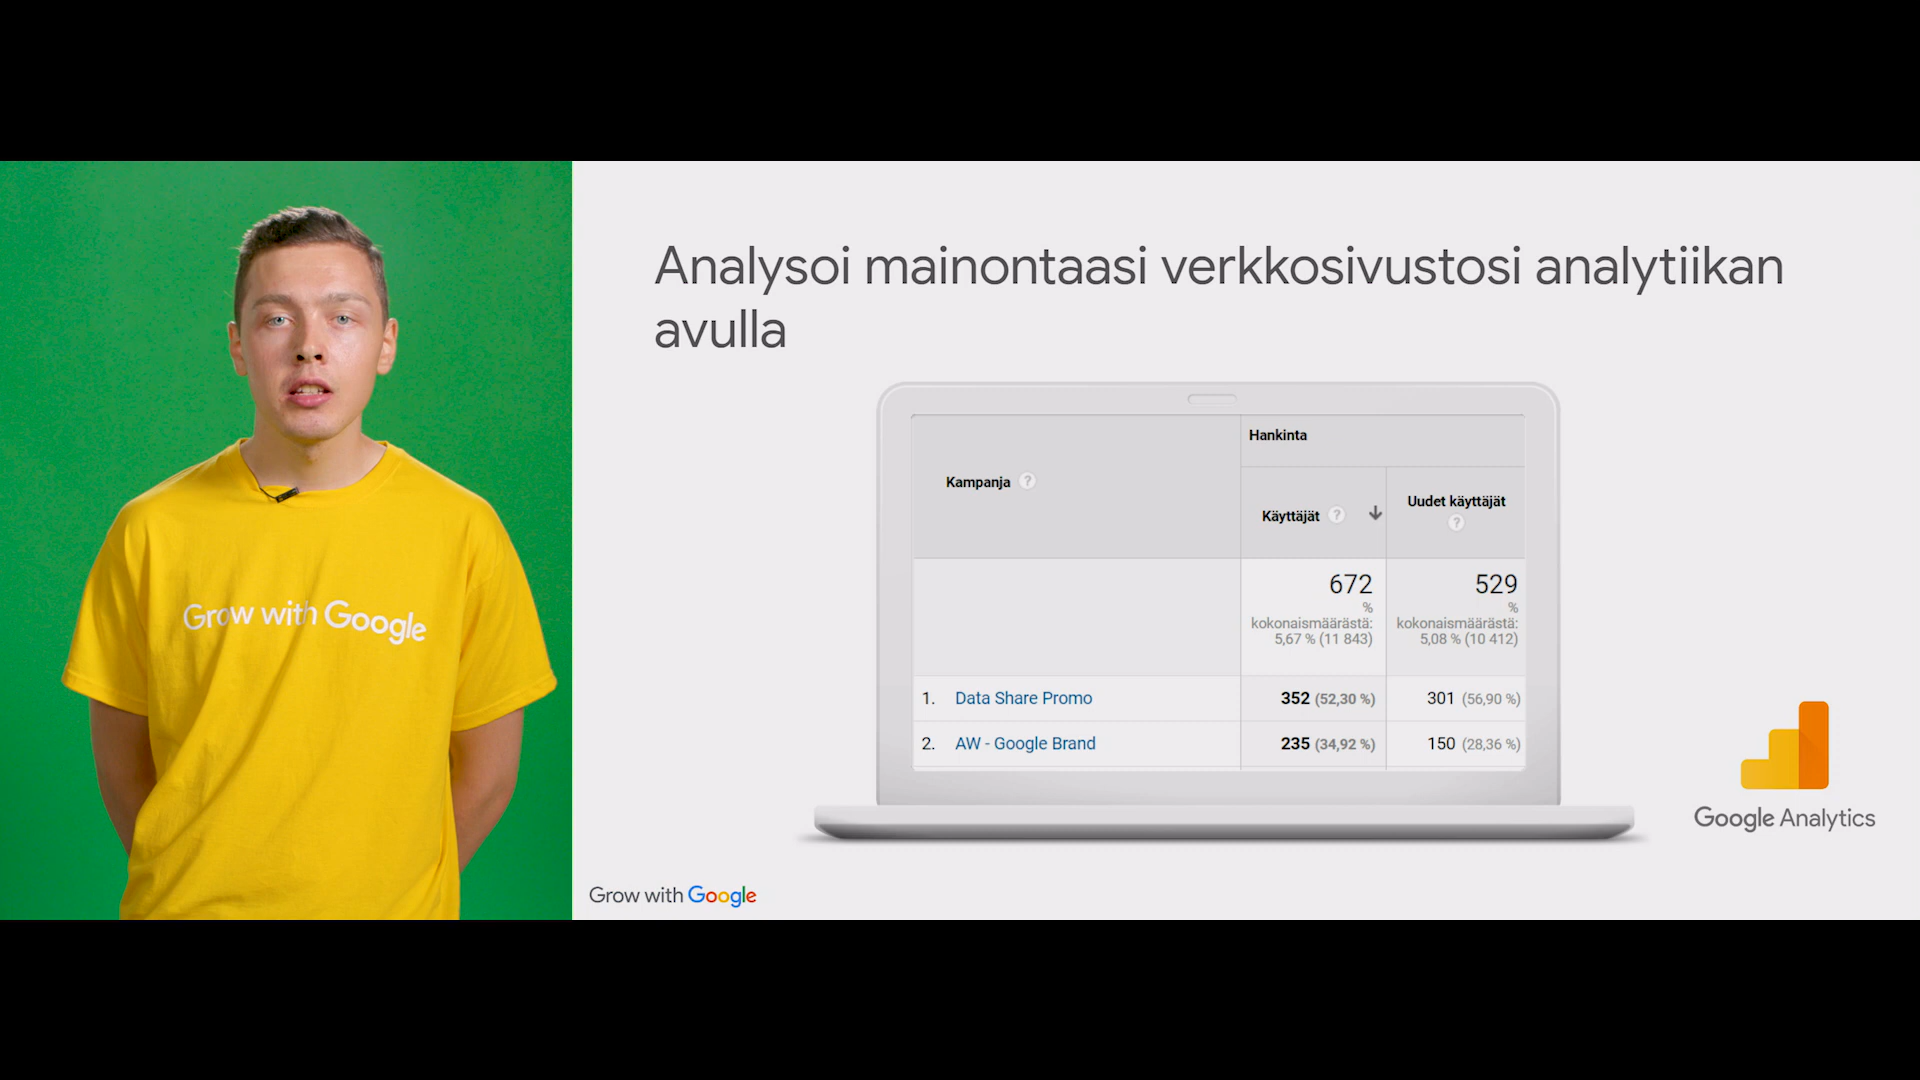 Analysoi mainontaasi verkkosivustosi analytiikan
avulla
Grow with Google
Kampanja ?
Hankinta
Käyttäjät ?
Uudet käyttäjät
?
672
%
kokonaismäärästä:
5,67 % (11 843)
529
%
kokonaismäärästä:
5,08 % (10 412)
1. Data Share Promo 352 (52,30 %) 301 (56,90 %)
2. AW - Google Brand 235 (34,92 %) 150 (28,36 %)
Google Analytics
Grow with Google